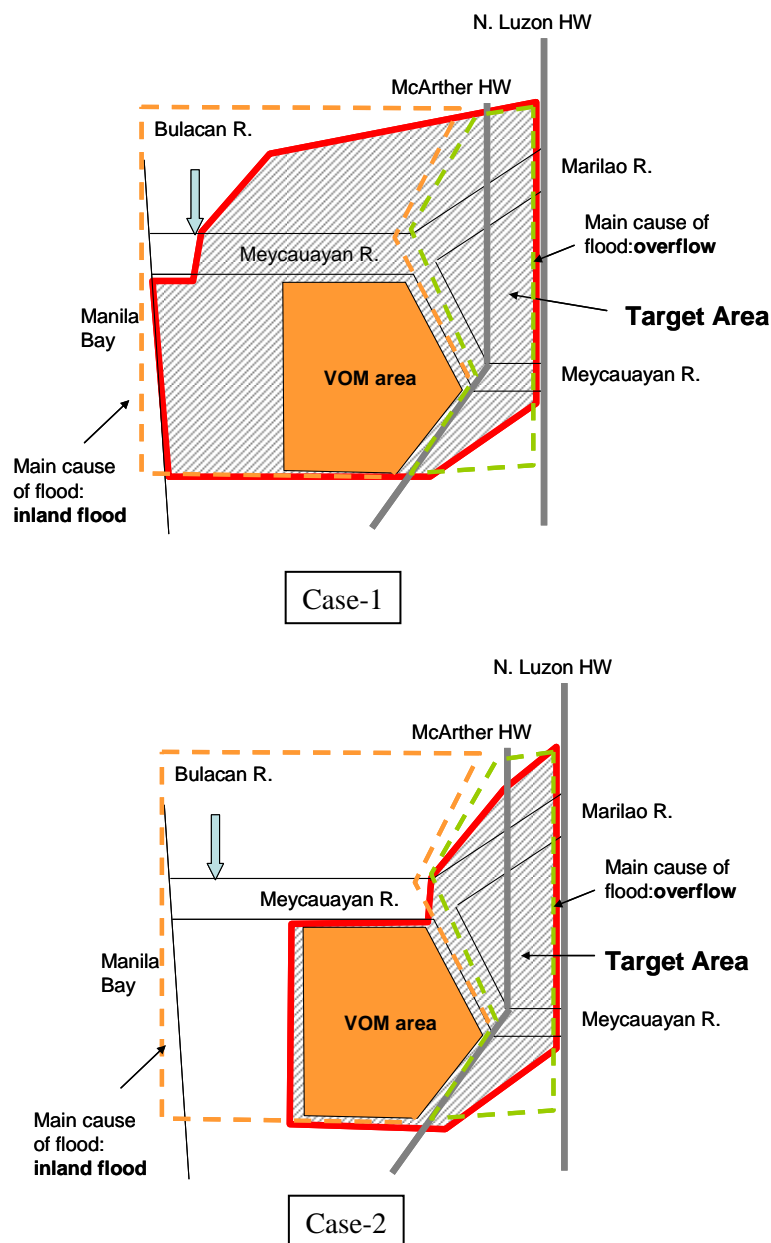 N. Luzon HW
McArther HW
Bulacan R.
Marilao R.
Main cause of
flood:overflow
Meycauayan R.
Target Area
Manila
Bay
VOM area
Meycauayan R.
Main cause
of flood:
inland flood
Case-1
N. Luzon HW
McArther HW
Bulacan R.
Marilao R.
Main cause of
flood:overflow
Meycauayan R.
Manila
Bay
Target Area
VOM area
Meycauayan R.
Main cause
of flood:
inland flood
Case-2